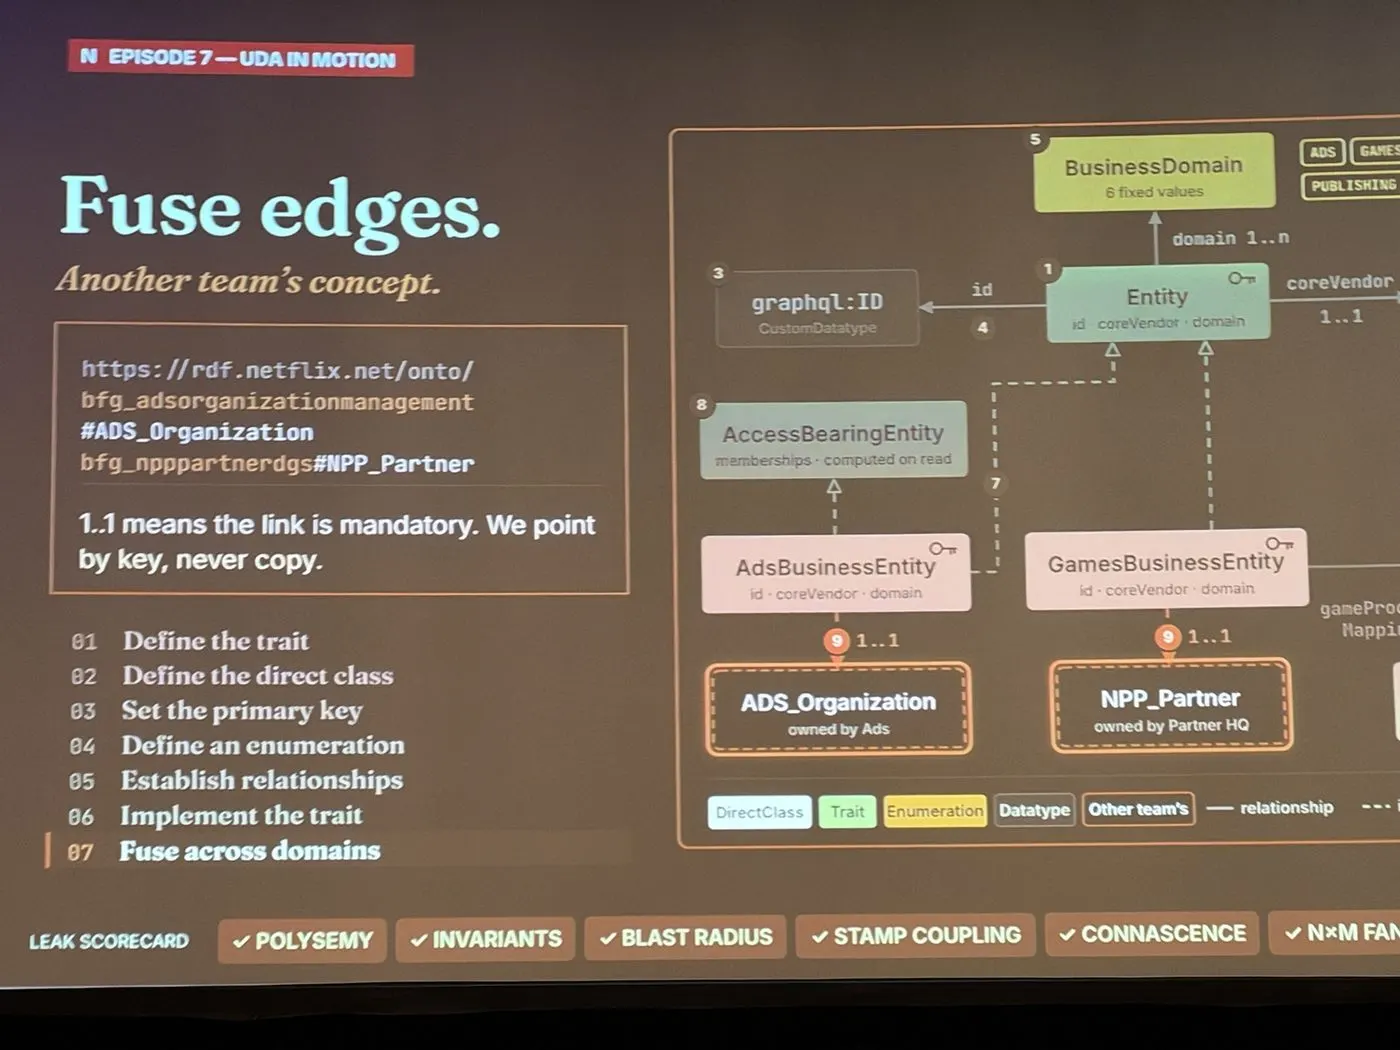 N EPISODE 7 — UDA IN MOTION
Fuse edges.
Another team's concept.
https://rdf.netflix.net/onto/
bfg_adsorganizationmanagement
#ADS_Organization
bfg_npppartnerdgs#NPP_Partner
1..1 means the link is mandatory. We point
by key, never copy.
01 Define the trait
02 Define the direct class
03 Set the primary key
04 Define an enumeration
05 Establish relationships
06 Implement the trait
07 Fuse across domains
5
BusinessDomain
6 fixed values
ADS
GAMES
PUBLISHING
domain 1..n
3
graphql:ID
CustomDatatype
id
4
1
Entity
id coreVendor · domain
coreVendor
1..1
8
AccessBearingEntity
memberships · computed on read
7
AdsBusinessEntity
id · coreVendor · domain
GamesBusinessEntity
id · coreVendor · domain
gamePro
Mappin
9 1..1
9 1..1
ADS_Organization
owned by Ads
NPP_Partner
owned by Partner HQ
DirectClass
Trait
Enumeration
Datatype
Other team's
relationship
LEAK SCORECARD
✓ POLYSEMY
✓ INVARIANTS
✓ BLAST RADIUS
✓ STAMP COUPLING
✓ CONNASCENCE
✓ N×M FAN